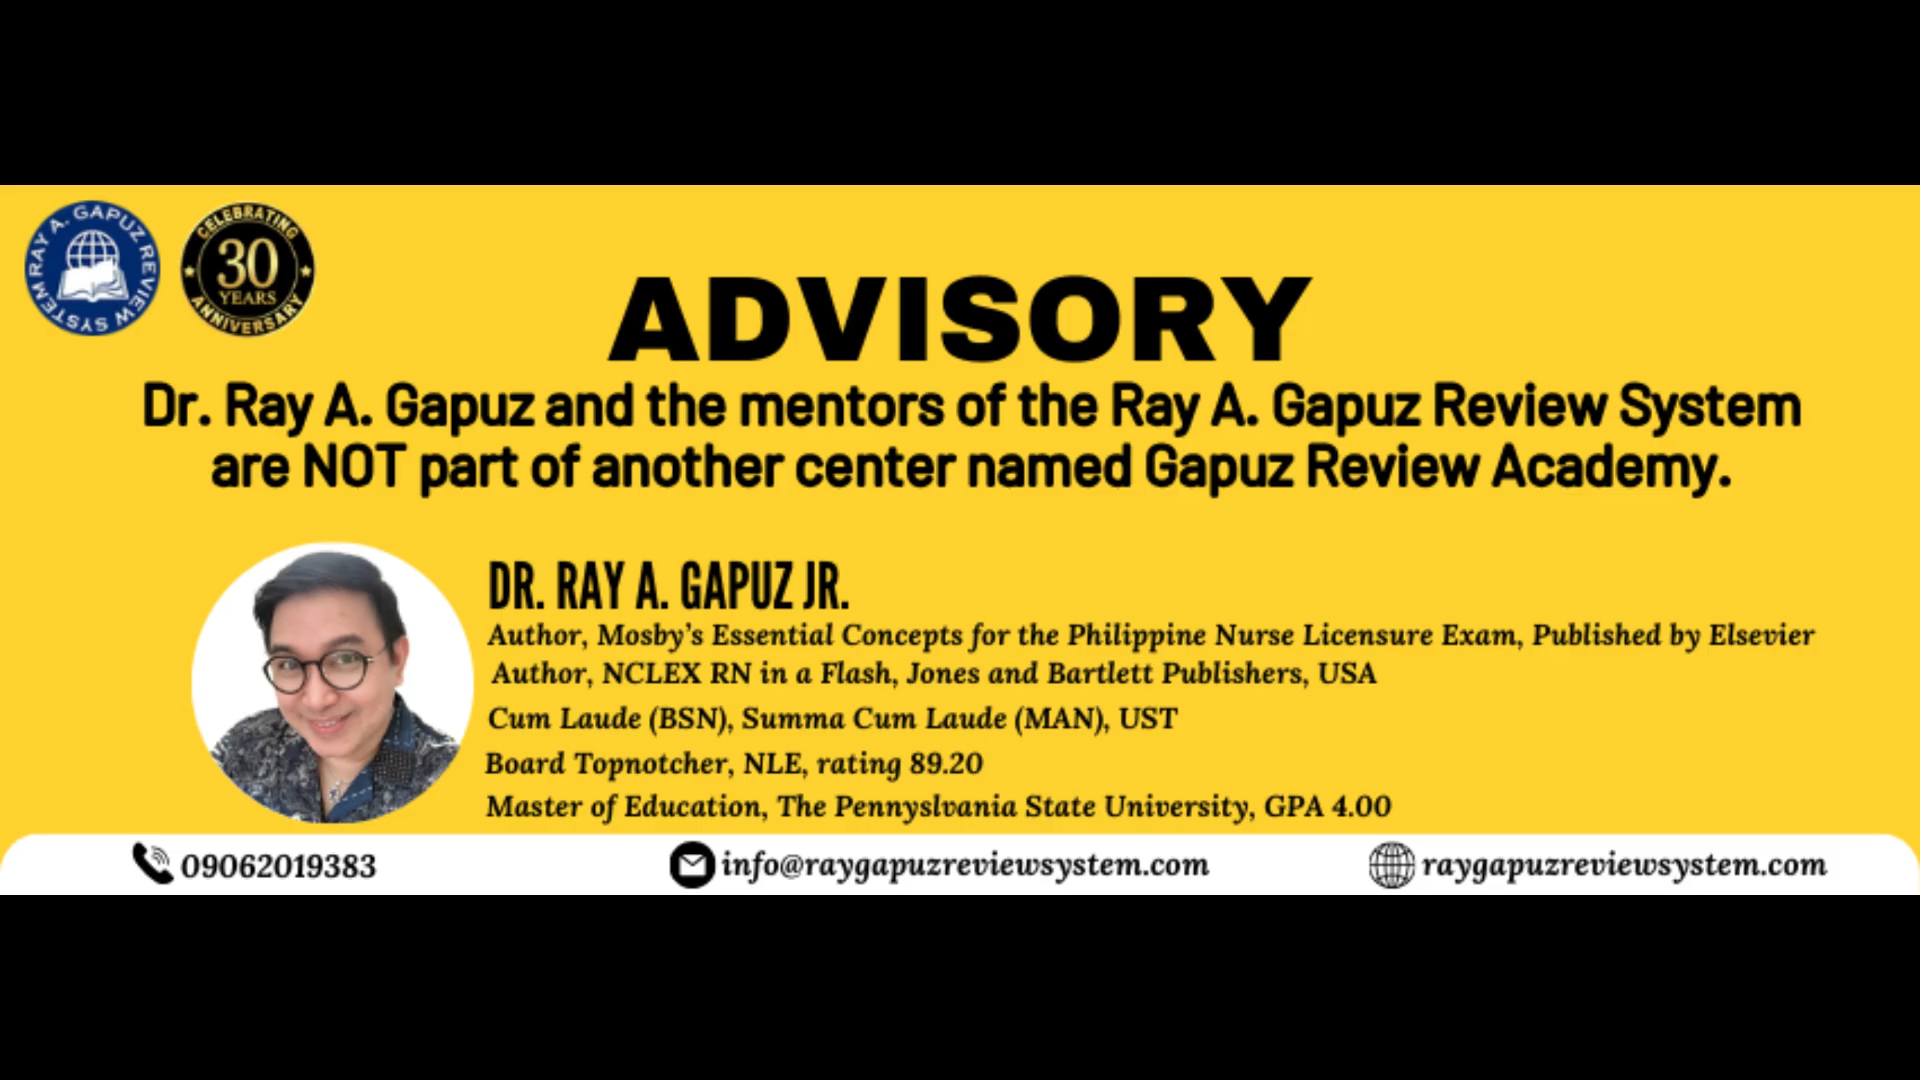 RAY A. GAPUZ REVIEW SYSTEM
CELEBRATING
30
YEARS
ANNIVERSARY
ADVISORY
Dr. Ray A. Gapuz and the mentors of the Ray A. Gapuz Review System
are NOT part of another center named Gapuz Review Academy.
DR. RAY A. GAPUZ JR.
Author, Mosby's Essential Concepts for the Philippine Nurse Licensure Exam, Published by Elsevier
Author, NCLEX RN in a Flash, Jones and Bartlett Publishers, USA
Cum Laude (BSN), Summa Cum Laude (MAN), UST
Board Topnotcher, NLE, rating 89.20
Master of Education, The Pennyslvania State University, GPA 4.00
09062019383
info@raygapuzreviewsystem.com
raygapuzreviewsystem.com